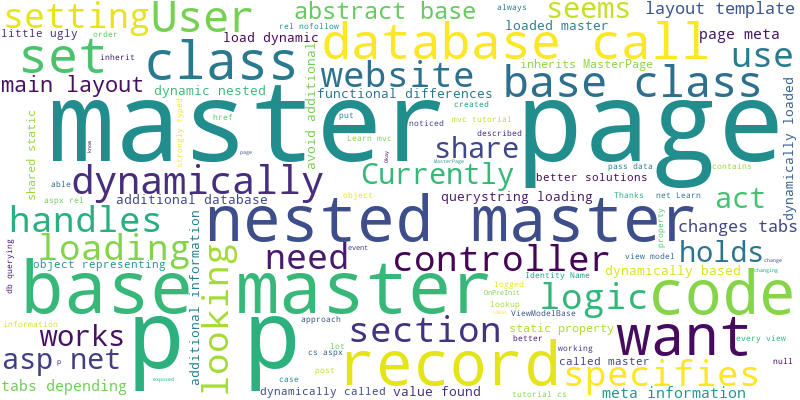 setting User abstract base seems layout template
little ugly rel nofollow always
order load dynamic database call loaded master page meta
inherit set class avoid additional inherits MasterPage use
main layout dynamic nested website base class
functional differences
shared static href master page put created mvc tutorial dynamically loaded
strongly typed Learn mvc noticed described
know Okay share page MasterPage contains
dynamically Currently pass data
able better solutions act
aspx rel additional database querystring loading object Thanks net Learn
handles nested master changes tabs
loading need controller property holds
db querying additional information looking event view model change
object representing dynamically based changing
base master Identity Name code
logged OnPreInit lookup logic
information p p section ViewModelBase
works approach static property want every view
cs aspx better
asp net p lot record working called master null
post specifies
tabs depending exposed case dynamically called value found tutorial cs meta information